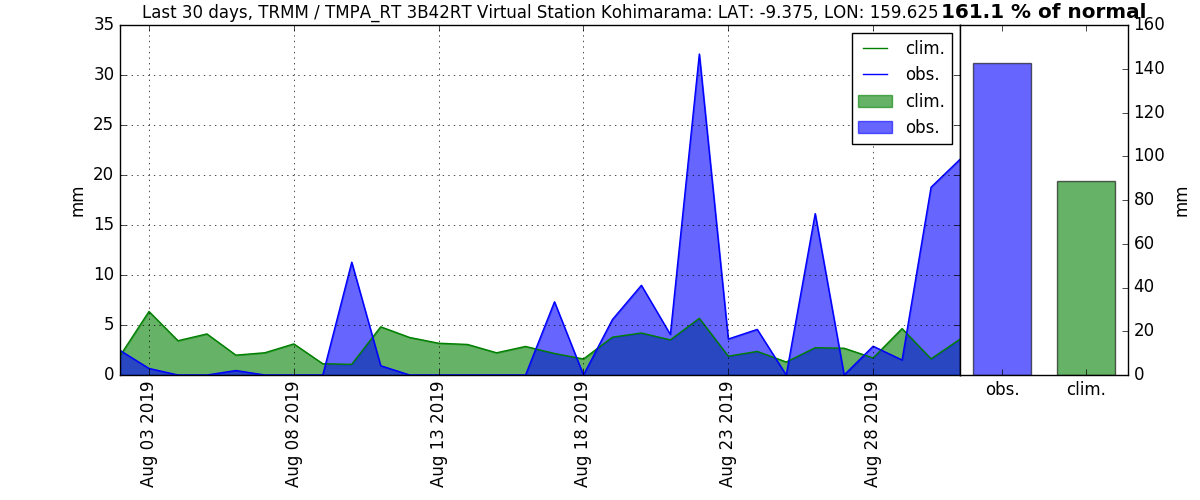 Last 30 days, TRMM / TMPA_RT 3B42RT Virtual Station Kohimarama: LAT: -9.375, LON: 159.625 161.1 % of normal
35
30
25
20
15
10
5
0
mm
clim.
obs.
clim.
obs.
Aug 03 2019
Aug 08 2019
Aug 13 2019
Aug 18 2019
Aug 23 2019
Aug 28 2019
160
140
120
100
80
60
40
20
0
mm
obs.
clim.